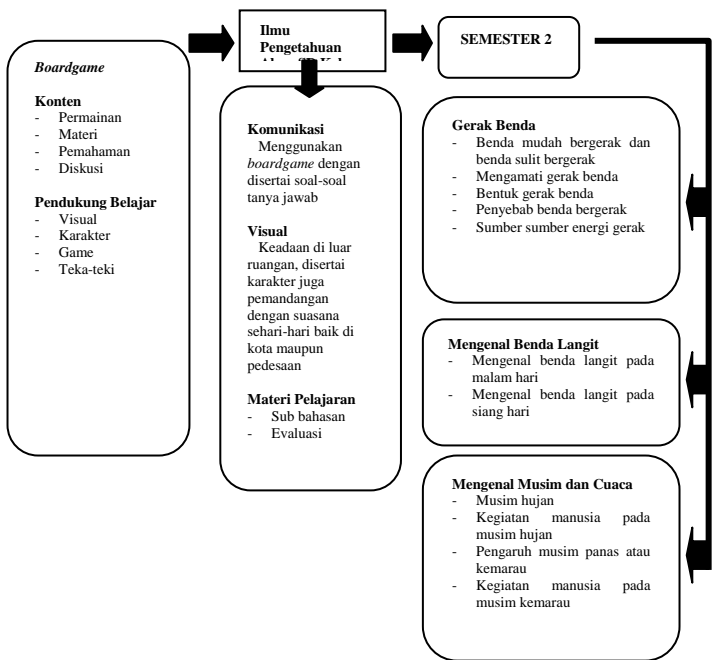 Boardgame
Konten
- Permainan
- Materi
- Pemahaman
- Diskusi
Pendukung Belajar
- Visual
- Karakter
- Game
- Teka-teki
Ilmu
Pengetahuan
SEMESTER 2
Komunikasi
Menggunakan
boardgame dengan
disertai soal-soal
tanya jawab
Visual
Keadaan di luar
ruangan, disertai
karakter juga
pemandangan
dengan suasana
sehari-hari baik di
kota maupun
pedesaan
Materi Pelajaran
- Sub bahasan
- Evaluasi
Gerak Benda
- Benda mudah bergerak dan
benda sulit bergerak
- Mengamati gerak benda
- Bentuk gerak benda
- Penyebab benda bergerak
- Sumber sumber energi gerak
Mengenal Benda Langit
- Mengenal benda langit pada
malam hari
- Mengenal benda langit pada
siang hari
Mengenal Musim dan Cuaca
- Musim hujan
- Kegiatan manusia pada
musim hujan
- Pengaruh musim panas atau
kemarau
- Kegiatan manusia pada
musim kemarau